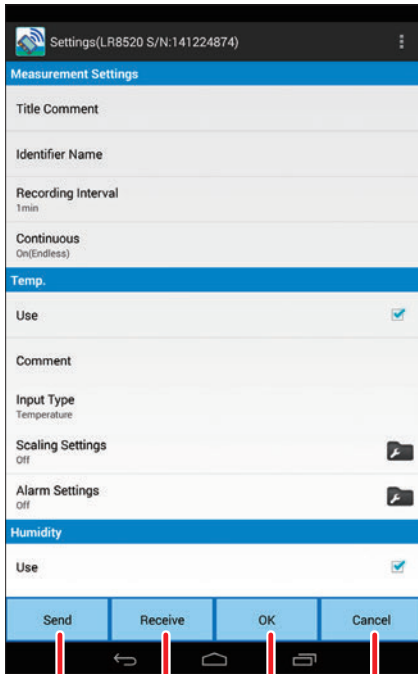 Settings(LR8520 S/N:141224874)
Measurement Settings
Title Comment
Identifier Name
Recording Interval
1min
Continuous
On(Endless)
Temp.
Use
Comment
Input Type
Temperature
Scaling Settings
Off
Alarm Settings
Off
Humidity
Use
Send Receive OK Cancel